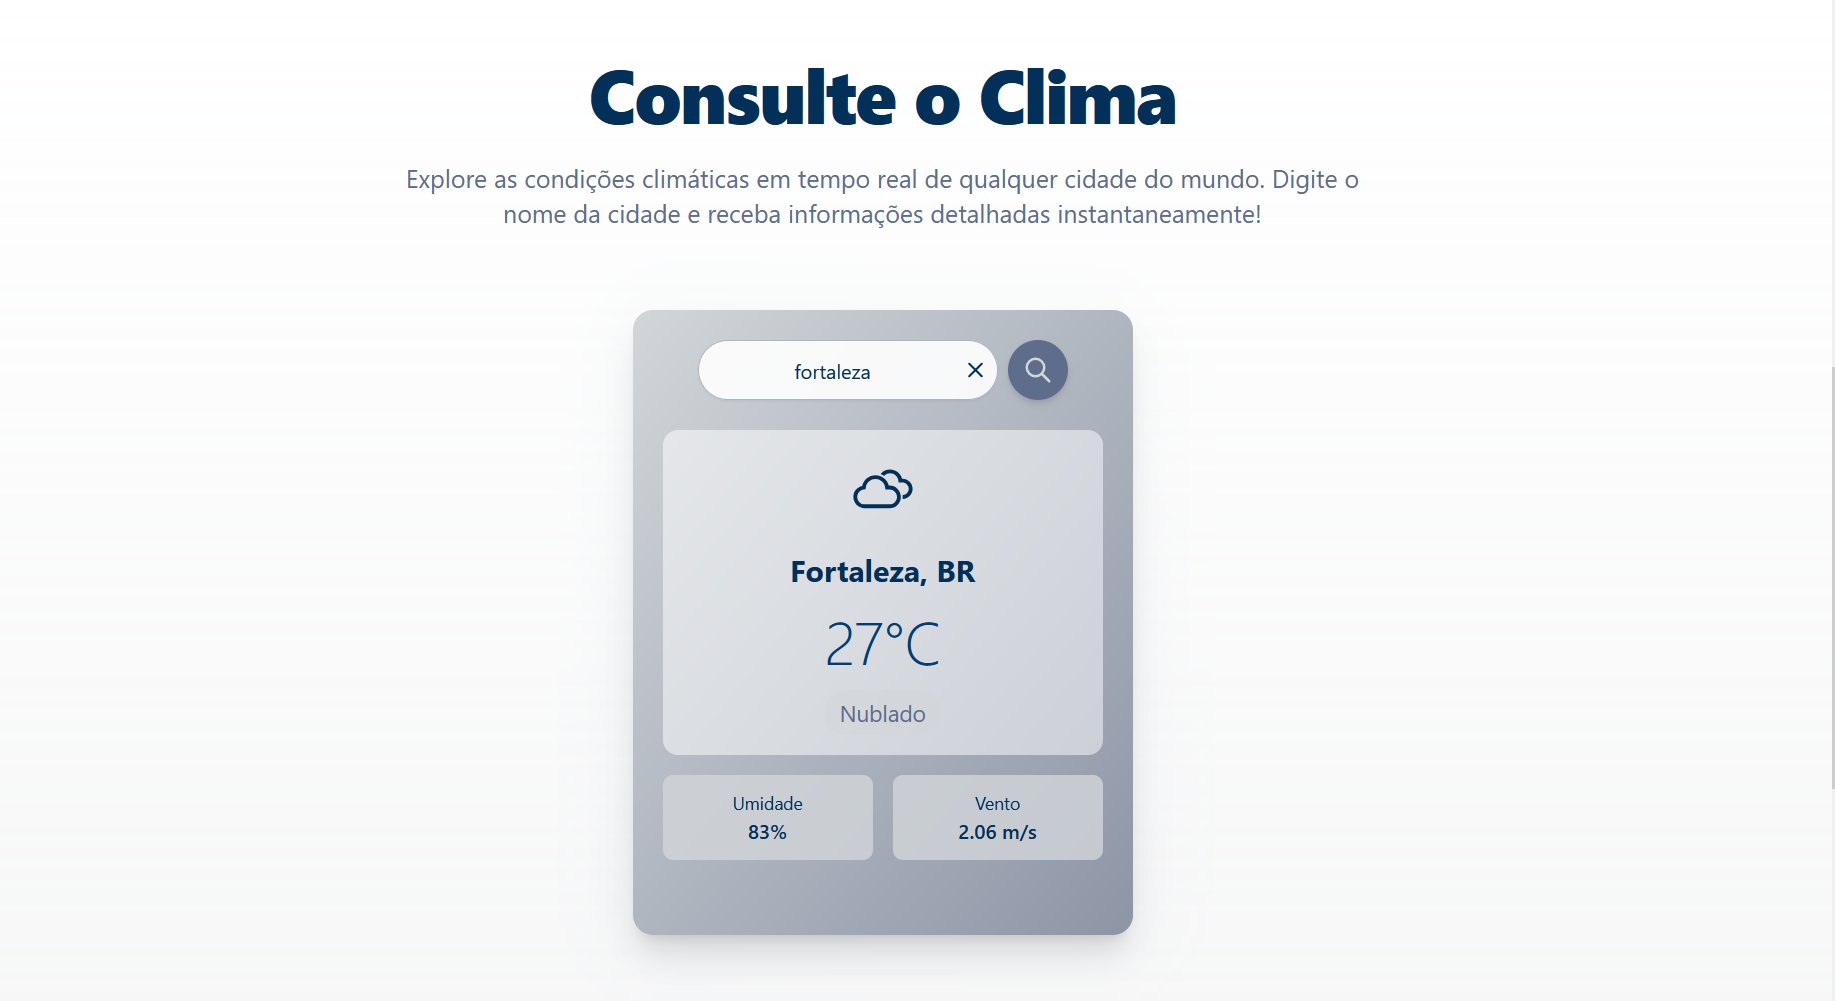 Consulte o Clima
Explore as condições climáticas em tempo real de qualquer cidade do mundo. Digite o
nome da cidade e receba informações detalhadas instantaneamente!
fortaleza
Fortaleza, BR
27°C
Nublado
Umidade
83%
Vento
2.06 m/s